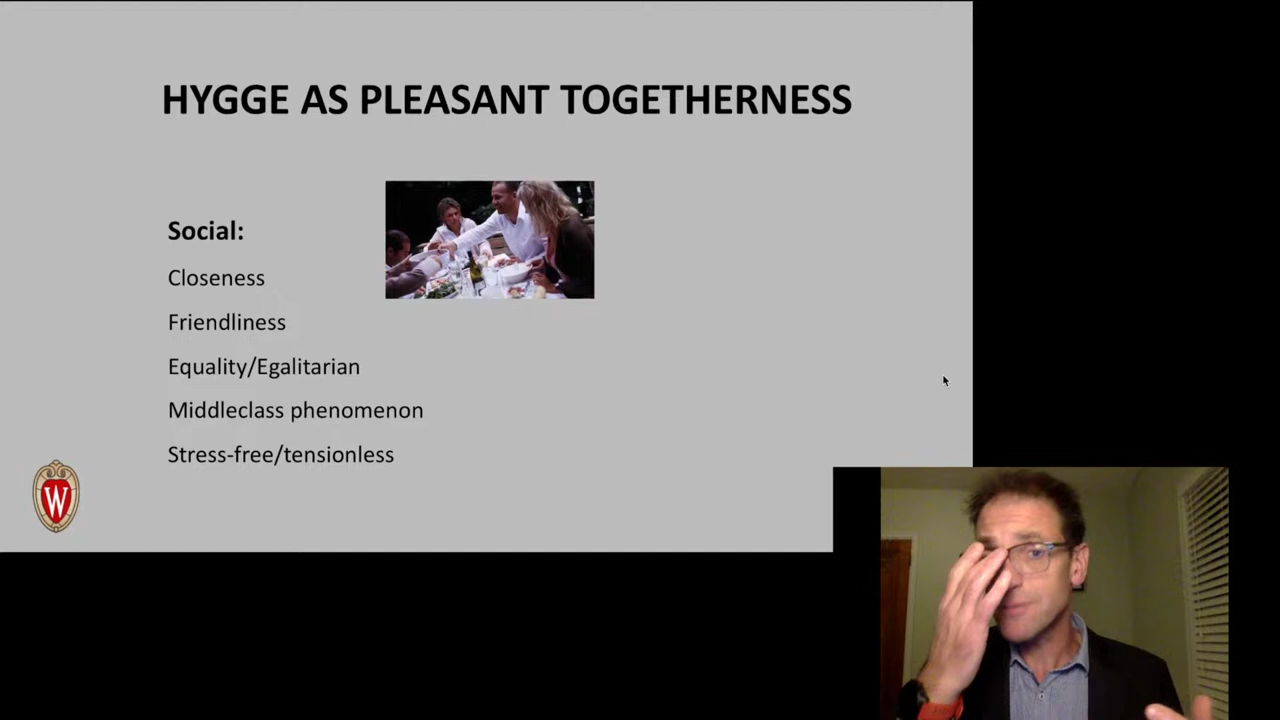 HYGGE AS PLEASANT TOGETHERNESS
Social:
Closeness
Friendliness
Equality/Egalitarian
Middleclass phenomenon
Stress-free/tensionless
W